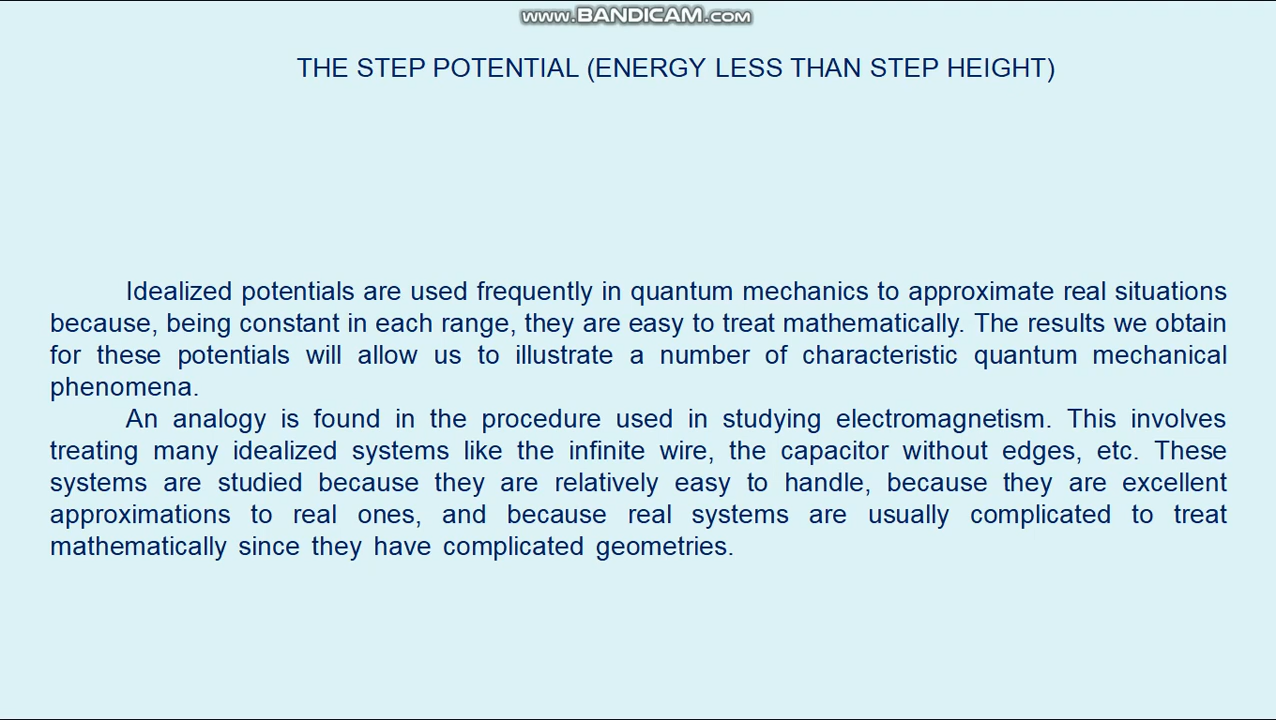 www.BANDICAM.com
THE STEP POTENTIAL (ENERGY LESS THAN STEP HEIGHT)
Idealized potentials are used frequently in quantum mechanics to approximate real situations
because, being constant in each range, they are easy to treat mathematically. The results we obtain
for these potentials will allow us to illustrate a number of characteristic quantum mechanical
phenomena.
An analogy is found in the procedure used in studying electromagnetism. This involves
treating many idealized systems like the infinite wire, the capacitor without edges, etc. These
systems are studied because they are relatively easy to handle, because they are excellent
approximations to real ones, and because real systems are usually complicated to treat
mathematically since they have complicated geometries.